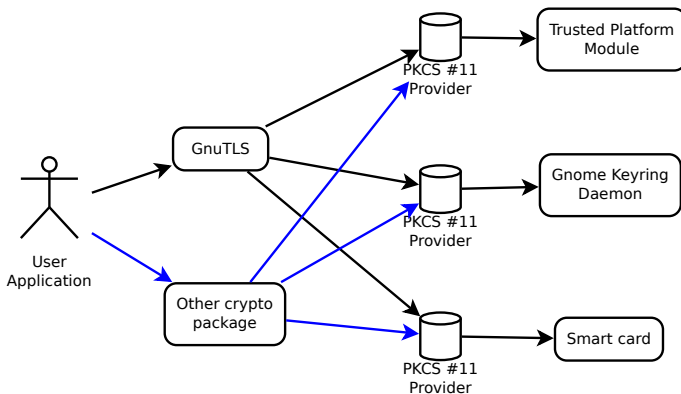 Trusted Platform
Module
PKCS #11
Provider
GnuTLS
Gnome Keyring
Daemon
PKCS #11
Provider
User
Application
Other crypto
package
Smart card
PKCS #11
Provider